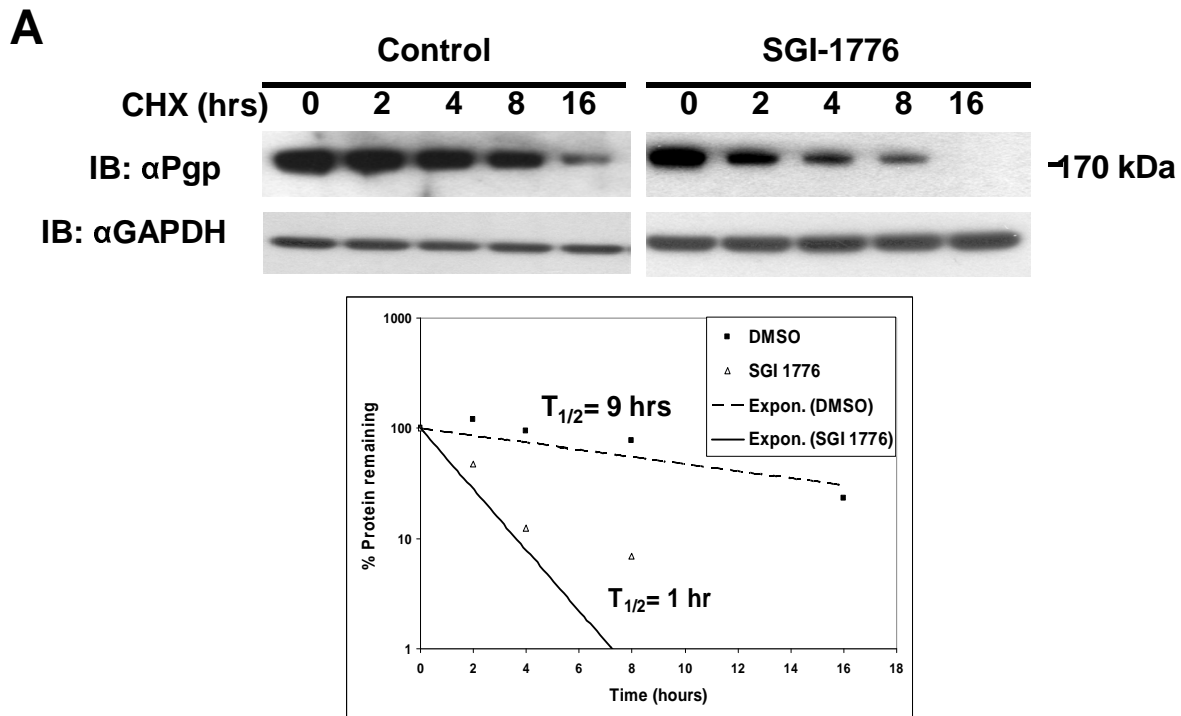 A
Control SGI-1776
CHX (hrs) 0 2 4 8 16 0 2 4 8 16
IB: αPgp -170 kDa
IB: αGAPDH
1000
100
10
1
% Protein remaining
DMSO
SGI 1776
Expon. (DMSO)
Expon. (SGI 1776)
T1/2= 9 hrs
T1/2= 1 hr
0 2 4 6 8 10 12 14 16 18
Time (hours)